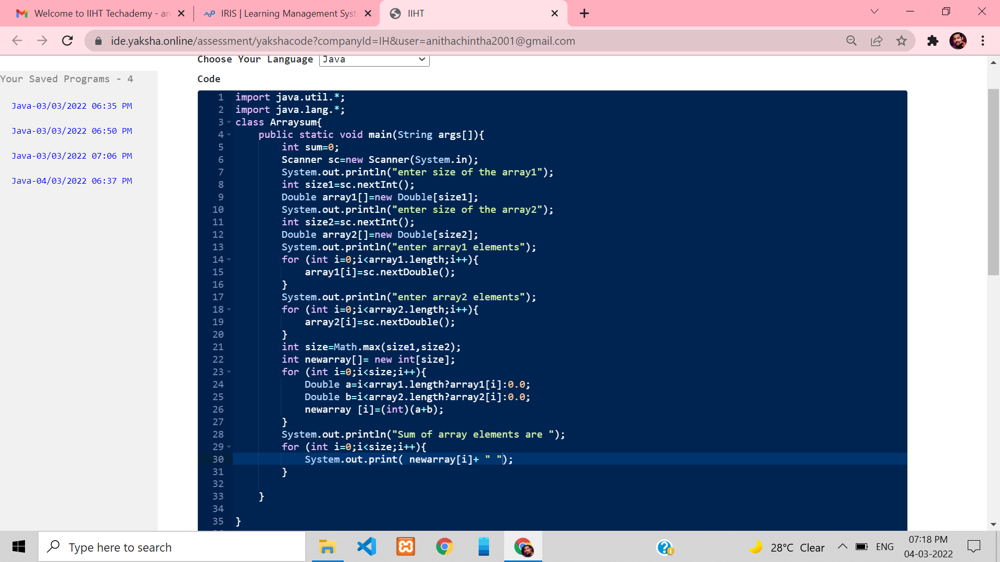 Welcome to IIHT Techademy - an
IRIS | Learning Management Syst
IIHT
ide.yaksha.online/assessment/yakshacode?companyId=IH&user=anithachintha2001@gmail.com
Choose Your Language Java
Your Saved Programs - 4
Java-03/03/2022 06:35 PM
Java-03/03/2022 06:50 PM
Java-03/03/2022 07:06 PM
Java-04/03/2022 06:37 PM
Code
1 import java.util.*;
2 import java.lang.*;
3 class Arraysum{
4 public static void main(String args[]){
5 int sum=0;
6 Scanner sc=new Scanner(System.in);
7 System.out.println("enter size of the array1");
8 int size1=sc.nextInt();
9 Double array1[]=new Double[size1];
10 System.out.println("enter size of the array2");
11 int size2=sc.nextInt();
12 Double array2[]=new Double[size2];
13 System.out.println("enter array1 elements");
14 for (int i=0;i<array1.length;i++){
15 array1[i]=sc.nextDouble();
16 }
17 System.out.println("enter array2 elements");
18 for (int i=0;i<array2.length;i++){
19 array2[i]=sc.nextDouble();
20 }
21 int size=Math.max(size1,size2);
22 int newarray[]= new int[size];
23 for (int i=0;i<size;i++){
24 Double a=i<array1.length?array1[i]:0.0;
25 Double b=i<array2.length?array2[i]:0.0;
26 newarray [i]=(int)(a+b);
27 }
28 System.out.println("Sum of array elements are ");
29 for (int i=0;i<size;i++){
30 System.out.print( newarray[i]+ " ");
31 }
32
33 }
34
35 }
Type here to search
28°C Clear
ENG
07:18 PM
04-03-2022